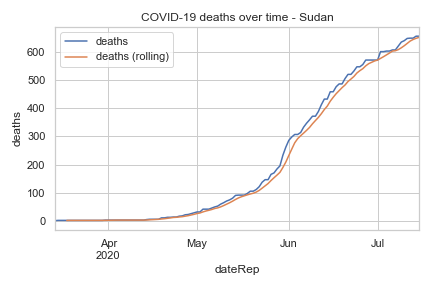 COVID-19 deaths over time - Sudan
deaths
deaths (rolling)
deaths
600
500
400
300
200
100
0
Apr
2020
May
Jun
Jul
dateRep